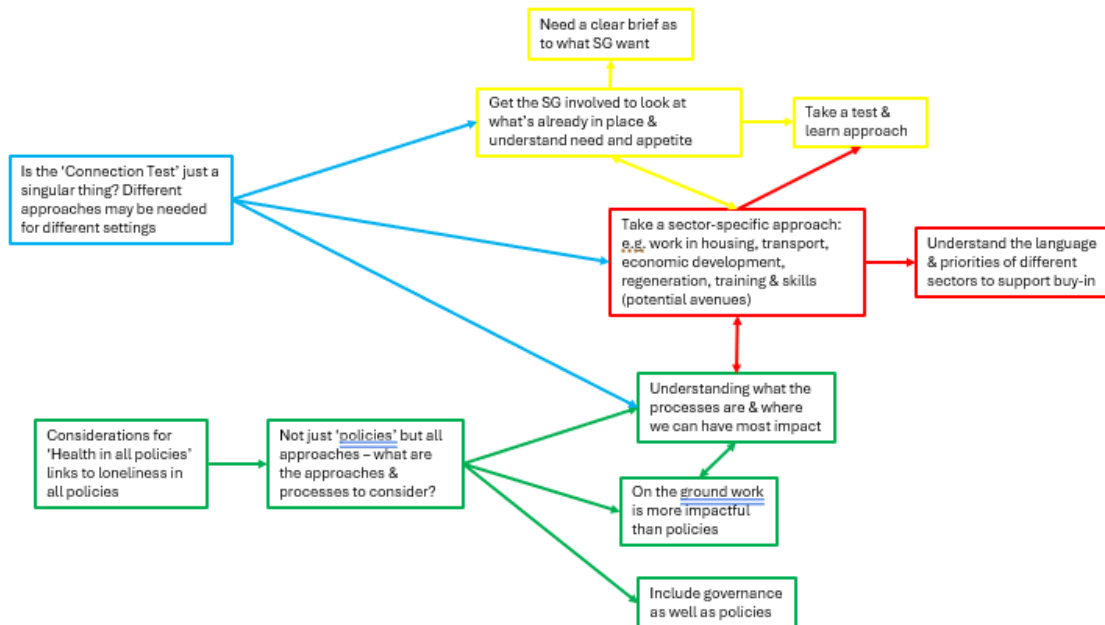 Need a clear brief as
to what SG want
Get the SG involved to look at
what's already in place &
understand need and appetite
Take a test &
learn approach
Is the 'Connection Test' just a
singular thing? Different
approaches may be needed
for different settings
Take a sector-specific approach:
e.g. work in housing, transport,
economic development,
regeneration, training & skills
(potential avenues)
Understand the language
& priorities of different
sectors to support buy-in
Understanding what the
processes are & where
we can have most impact
Considerations for
'Health in all policies'
links to loneliness in
all policies
Not just 'policies' but all
approaches – what are
the approaches &
processes to consider?
On the ground work
is more impactful
than policies
Include governance
as well as policies